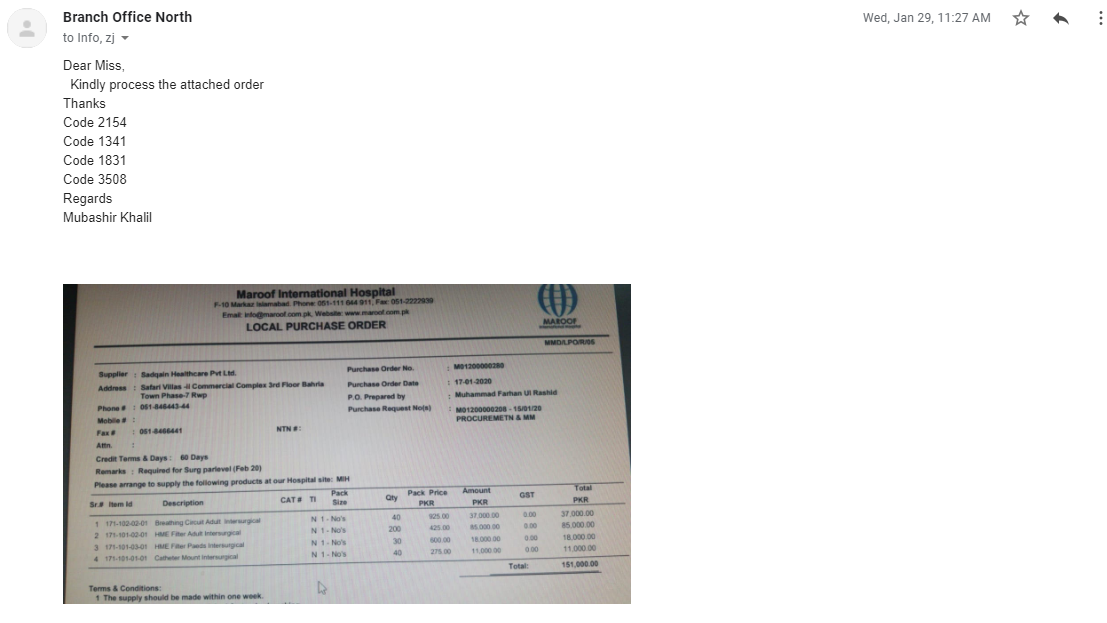 Branch Office North
Wed, Jan 29, 11:27 AM
to Info, zj
Dear Miss,
Kindly process the attached order
Thanks
Code 2154
Code 1341
Code 1831
Code 3508
Regards
Mubashir Khalil
Maroof International Hospital
F-10 Markaz Islamabad. Phone: 051-111 644 911, Fax: 051-2222939
Email: Info@maroof.com.pk, Website: www.maroof.com.pk
LOCAL PURCHASE ORDER
MAROOF
International Hospital
MMD/LPO/R/05
Supplier : Sadqain Healthcare Pvt Ltd.
Purchase Order No. : M01200000280
Address : Safari Villas -II Commercial Complex 3rd Floor Bahria
Town Phase-7 Rwp
Purchase Order Date : 17-01-2020
P.O. Prepared by : Muhammad Farhan Ul Rashid
Phone # : 051-846443-44
Purchase Request No(s) : M01200000208 - 15/01/20
PROCUREMETN & MM
Mobile # :
Fax # : 051-8466441
NTN #:
Attn. :
Credit Terms & Days : 60 Days
Remarks : Required for Surg parlevel (Feb 20)
Please arrange to supply the following products at our Hospital site: MIH
Sr.# Item Id Description CAT # TI Pack Size Qty Pack Price PKR Amount PKR GST Total PKR
1 171-102-02-01 Breathing Circuit Adult Intersurgical N 1 - No's 40 925.00 37,000.00 0.00 37,000.00
2 171-101-02-01 HME Filter Adult Intersurgical N 1 - No's 200 425.00 85,000.00 0.00 85,000.00
3 171-101-03-01 HME Filter Paeds Intersurgical N 1 - No's 30 600.00 18,000.00 0.00 18,000.00
4 171-101-01-01 Catheter Mount Intersurgical N 1 - No's 40 275.00 11,000.00 0.00 11,000.00
Total: 151,000.00
Terms & Conditions:
1 The supply should be made within one week.